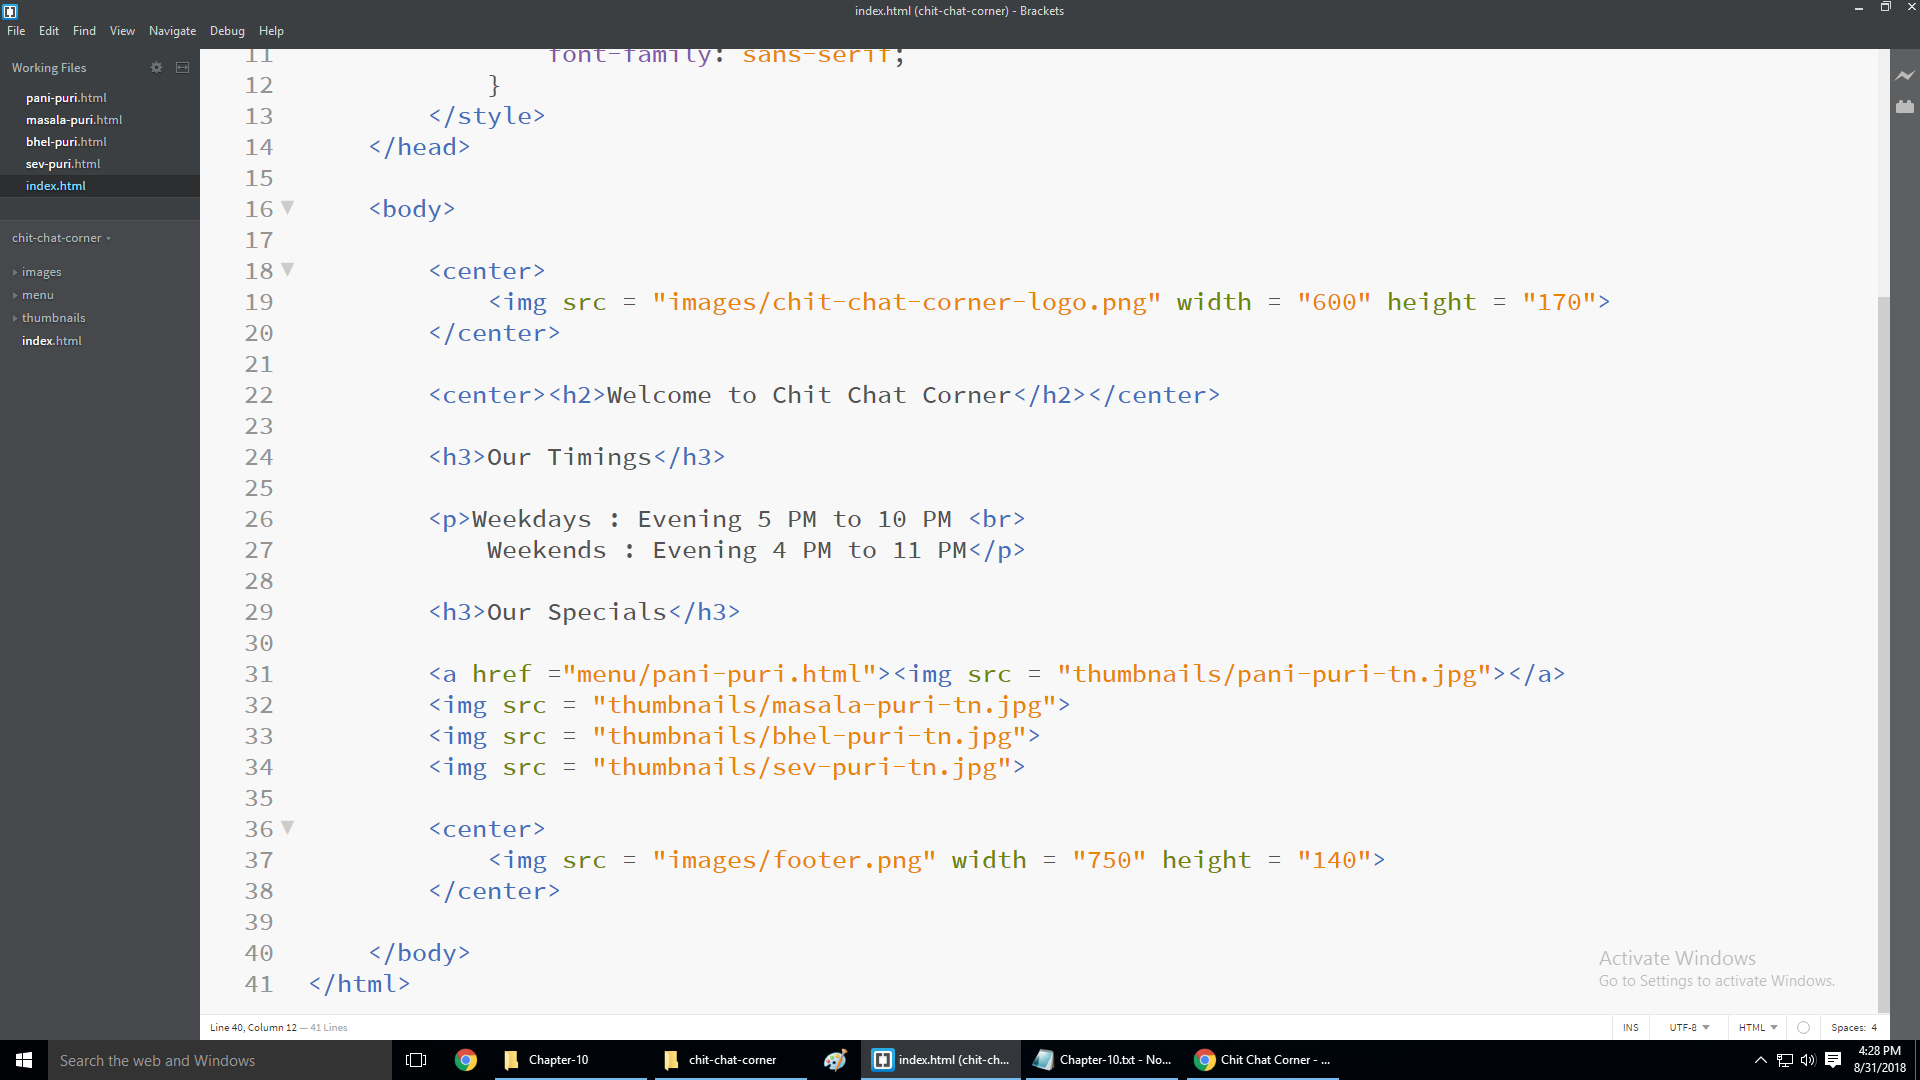 index.html (chit-chat-corner) - Brackets
File Edit Find View Navigate Debug Help
Working Files
pani-puri.html
masala-puri.html
bhel-puri.html
sev-puri.html
index.html
chit-chat-corner
images
menu
thumbnails
index.html
11 font-family: sans-serif;
12 }
13 </style>
14 </head>
15
16 <body>
17
18 <center>
19 <img src = "images/chit-chat-corner-logo.png" width = "600" height = "170">
20 </center>
21
22 <center><h2>Welcome to Chit Chat Corner</h2></center>
23
24 <h3>Our Timings</h3>
25
26 <p>Weekdays : Evening 5 PM to 10 PM <br>
27 Weekends : Evening 4 PM to 11 PM</p>
28
29 <h3>Our Specials</h3>
30
31 <a href ="menu/pani-puri.html"><img src = "thumbnails/pani-puri-tn.jpg"></a>
32 <img src = "thumbnails/masala-puri-tn.jpg">
33 <img src = "thumbnails/bhel-puri-tn.jpg">
34 <img src = "thumbnails/sev-puri-tn.jpg">
35
36 <center>
37 <img src = "images/footer.png" width = "750" height = "140">
38 </center>
39
40 </body>
41 </html>
Activate Windows
Go to Settings to activate Windows.
Line 40, Column 12 — 41 Lines
INS UTF-8 HTML Spaces: 4
Search the web and Windows
Chapter-10
chit-chat-corner
index.html (chit-ch...
Chapter-10.txt - No...
Chit Chat Corner - ...
4:28 PM
8/31/2018